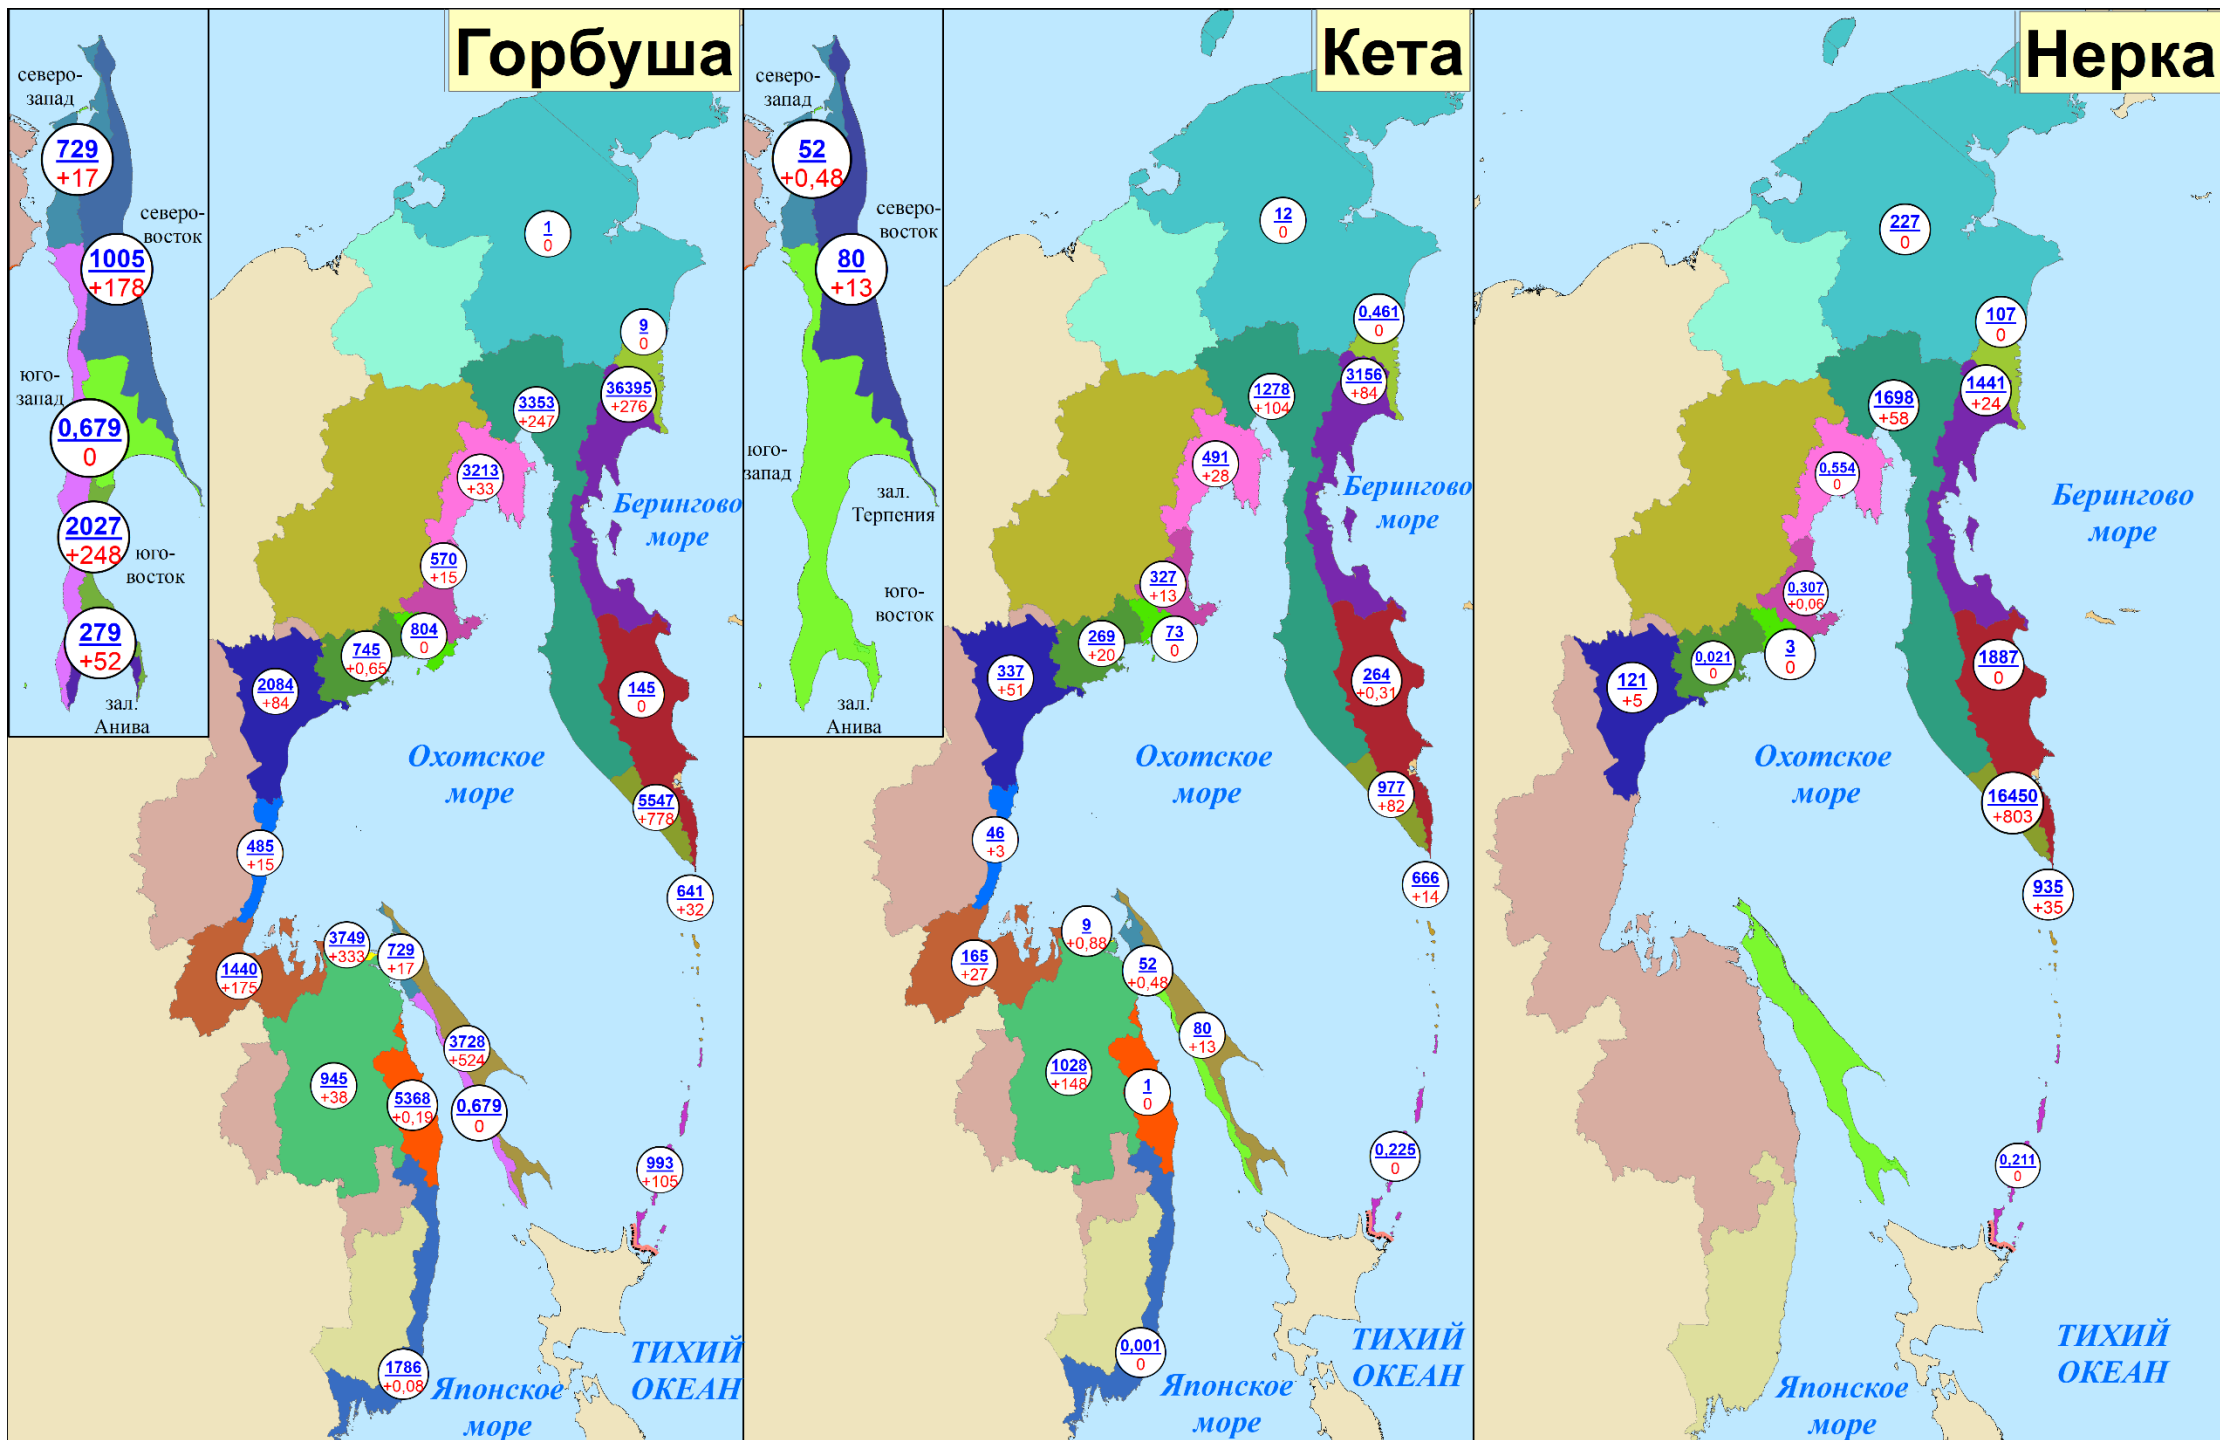 Горбуша
северо-
запад
729
+17
северо-
восток
1005
+178
юго-
запад
0,679
0
2027
+248
юго-
восток
279
+52
зал.
Анива
1
0
9
0
36395
+276
3353
+247
3213
+33
Берингово
море
570
+15
804
0
745
+0,65
2084
+84
145
0
Охотское
море
5547
+778
485
+15
641
+32
3749
+333
729
+17
1440
+175
3728
+524
945
+38
5368
+0,19
0,679
0
993
+105
1786
+0,08
ТИХИЙ
ОКЕАН
Японское
море
Кета
северо-
запад
52
+0,48
северо-
восток
80
+13
юго-
запад
зал.
Терпения
юго-
восток
зал.
Анива
12
0
0,461
0
3156
+84
1278
+104
491
+28
Берингово
море
327
+13
73
0
269
+20
337
+51
264
+0,31
Охотское
море
977
+82
46
+3
666
+14
9
+0,88
165
+27
52
+0,48
80
+13
1028
+148
1
0
0,225
0
0,001
0
ТИХИЙ
ОКЕАН
Японское
море
Нерка
227
0
107
0
1441
+24
1698
+58
0,554
0
Берингово
море
0,307
+0,06
3
0
0,021
0
121
+5
1887
0
Охотское
море
16450
+803
935
+35
0,211
0
ТИХИЙ
ОКЕАН
Японское
море